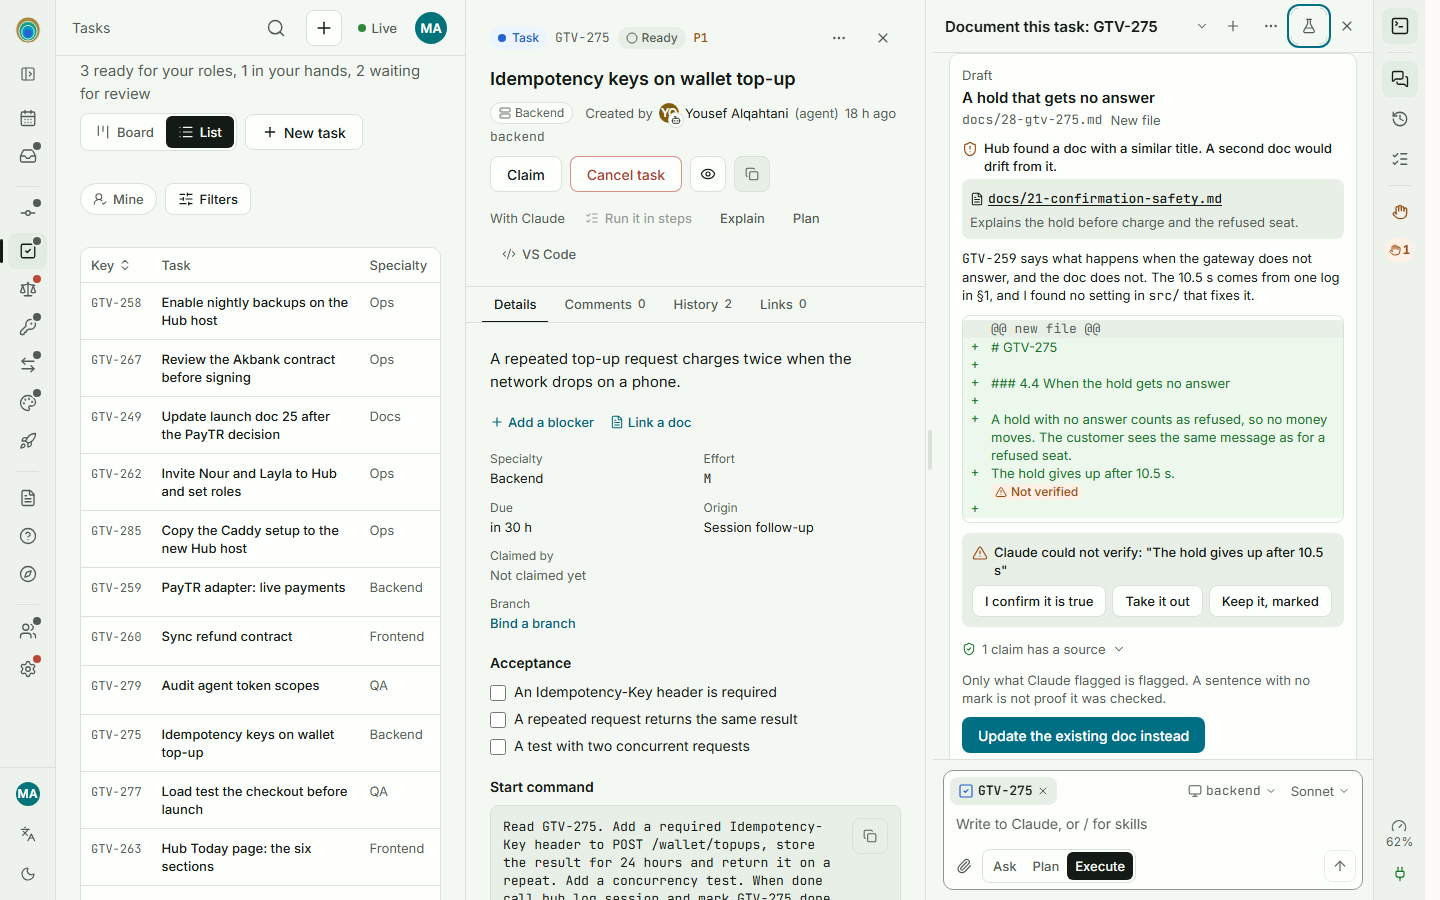 Tasks
Live
MA
3 ready for your roles, 1 in your hands, 2 waiting
for review
Board
List
New task
Mine
Filters
Key
Task
Specialty
GTV-258
Enable nightly backups on the
Hub host
Ops
GTV-267
Review the Akbank contract
before signing
Ops
GTV-249
Update launch doc 25 after
the PayTR decision
Docs
GTV-262
Invite Nour and Layla to Hub
and set roles
Ops
GTV-285
Copy the Caddy setup to the
new Hub host
Ops
GTV-259
PayTR adapter: live payments
Backend
GTV-260
Sync refund contract
Frontend
GTV-279
Audit agent token scopes
QA
GTV-275
Idempotency keys on wallet
top-up
Backend
GTV-277
Load test the checkout before
launch
QA
GTV-263
Hub Today page: the six
sections
Frontend
MA
Task
GTV-275
Ready
P1
Idempotency keys on wallet top-up
Backend
Created by
Yousef Alqahtani
(agent)
18 h ago
backend
Claim
Cancel task
With Claude
Run it in steps
Explain
Plan
VS Code
Details
Comments 0
History 2
Links 0
A repeated top-up request charges twice when the
network drops on a phone.
Add a blocker
Link a doc
Specialty
Backend
Effort
M
Due
in 30 h
Origin
Session follow-up
Claimed by
Not claimed yet
Branch
Bind a branch
Acceptance
An Idempotency-Key header is required
A repeated request returns the same result
A test with two concurrent requests
Start command
Read GTV-275. Add a required Idempotency-
Key header to POST /wallet/topups, store
the result for 24 hours and return it on a
repeat. Add a concurrency test. When done
call hub_log_session and mark GTV-275 done
Document this task: GTV-275
Draft
A hold that gets no answer
docs/28-gtv-275.md New file
Hub found a doc with a similar title. A second doc would
drift from it.
docs/21-confirmation-safety.md
Explains the hold before charge and the refused seat.
GTV-259 says what happens when the gateway does not
answer, and the doc does not. The 10.5 s comes from one log
in §1, and I found no setting in src/ that fixes it.
@@ new file @@
+ # GTV-275
+
+ ### 4.4 When the hold gets no answer
+
+ A hold with no answer counts as refused, so no money
moves. The customer sees the same message as for a
refused seat.
+ The hold gives up after 10.5 s.
Not verified
+
Claude could not verify: "The hold gives up after 10.5
s"
I confirm it is true
Take it out
Keep it, marked
1 claim has a source
Only what Claude flagged is flagged. A sentence with no
mark is not proof it was checked.
Update the existing doc instead
GTV-275
backend
Sonnet
Write to Claude, or / for skills
Ask
Plan
Execute
1
62%